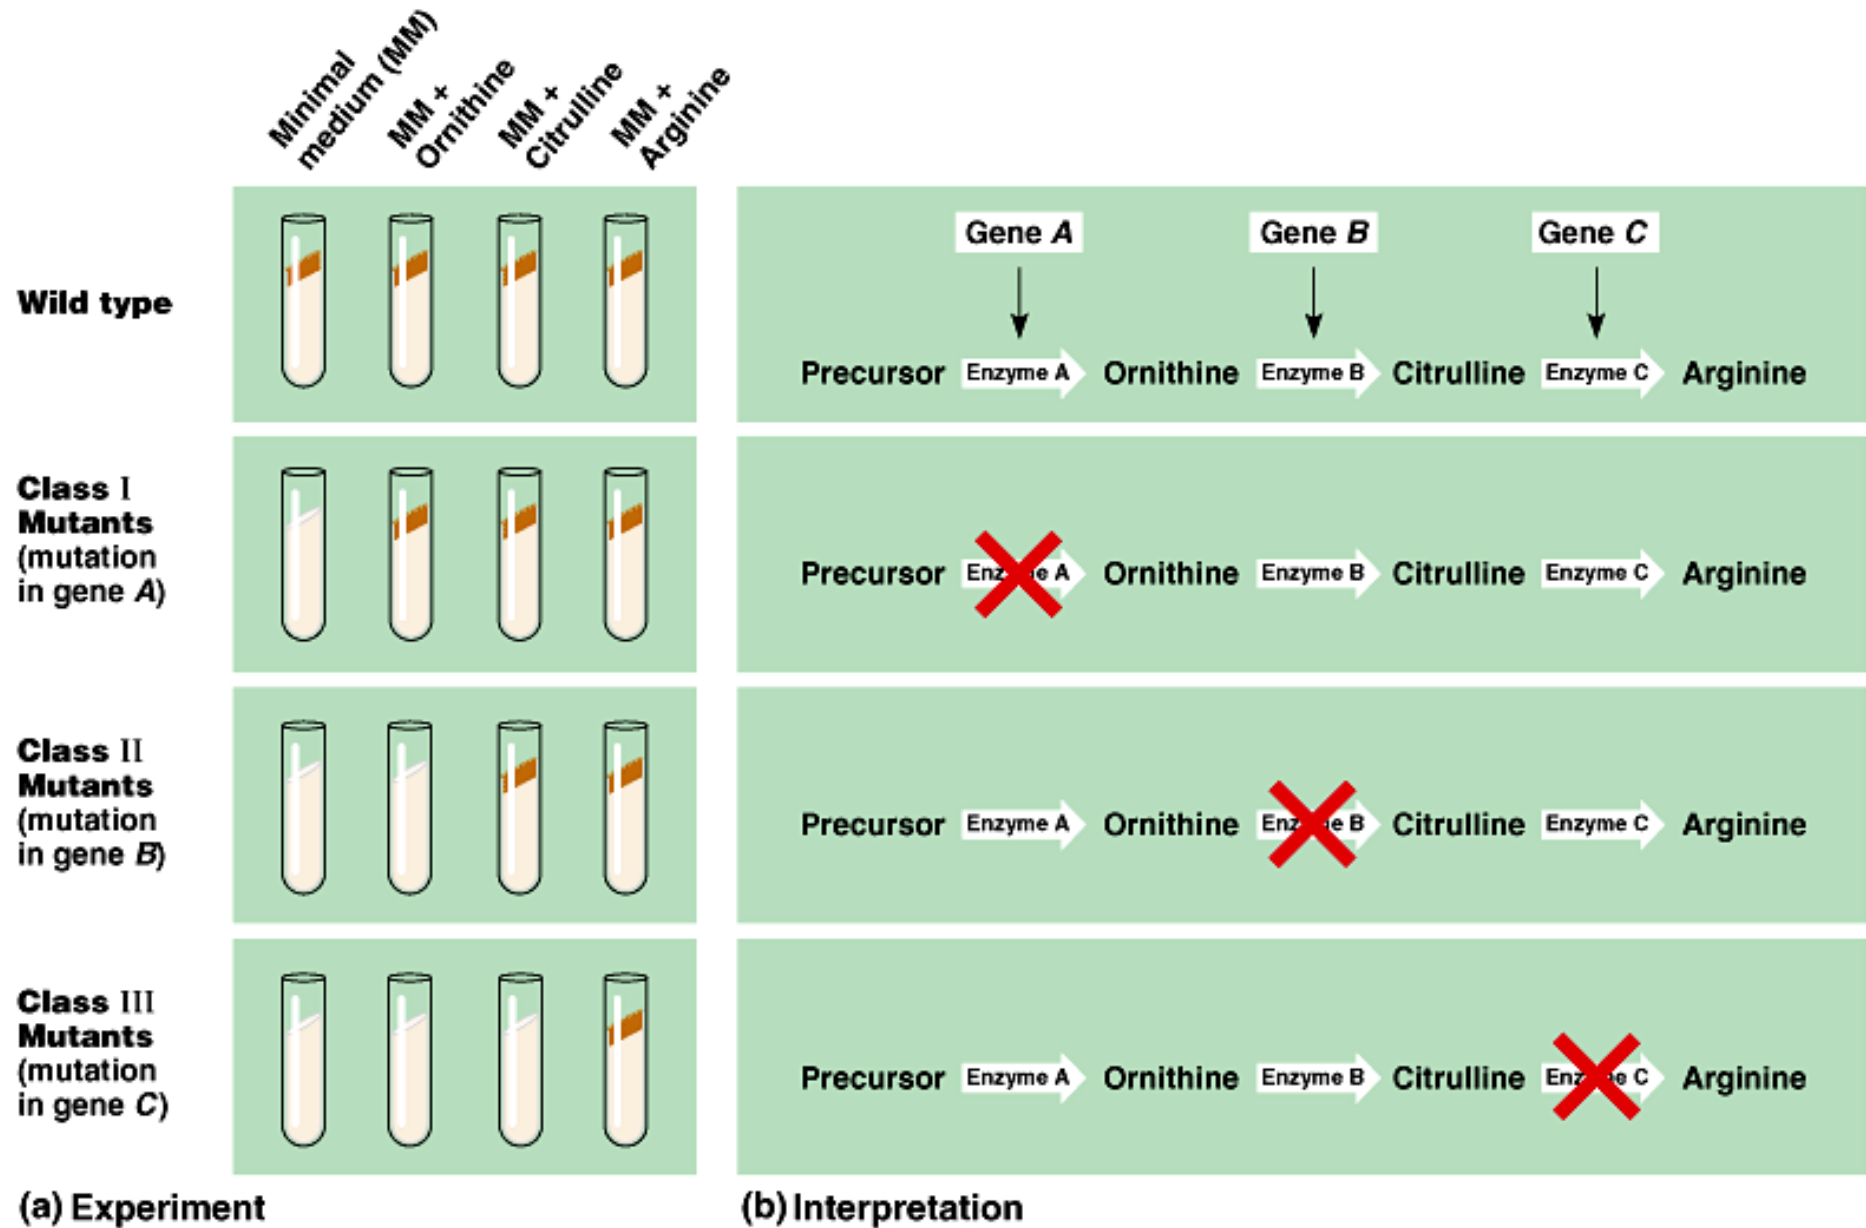 Minimal
medium (MM)
MM +
Ornithine
MM +
Citrulline
MM +
Arginine
Wild type
Gene A
Gene B
Gene C
Precursor Enzyme A Ornithine Enzyme B Citrulline Enzyme C Arginine
Class I
Mutants
(mutation
in gene A)
Precursor Enzyme A Ornithine Enzyme B Citrulline Enzyme C Arginine
Class II
Mutants
(mutation
in gene B)
Precursor Enzyme A Ornithine Enzyme B Citrulline Enzyme C Arginine
Class III
Mutants
(mutation
in gene C)
Precursor Enzyme A Ornithine Enzyme B Citrulline Enzyme C Arginine
(a) Experiment
(b) Interpretation